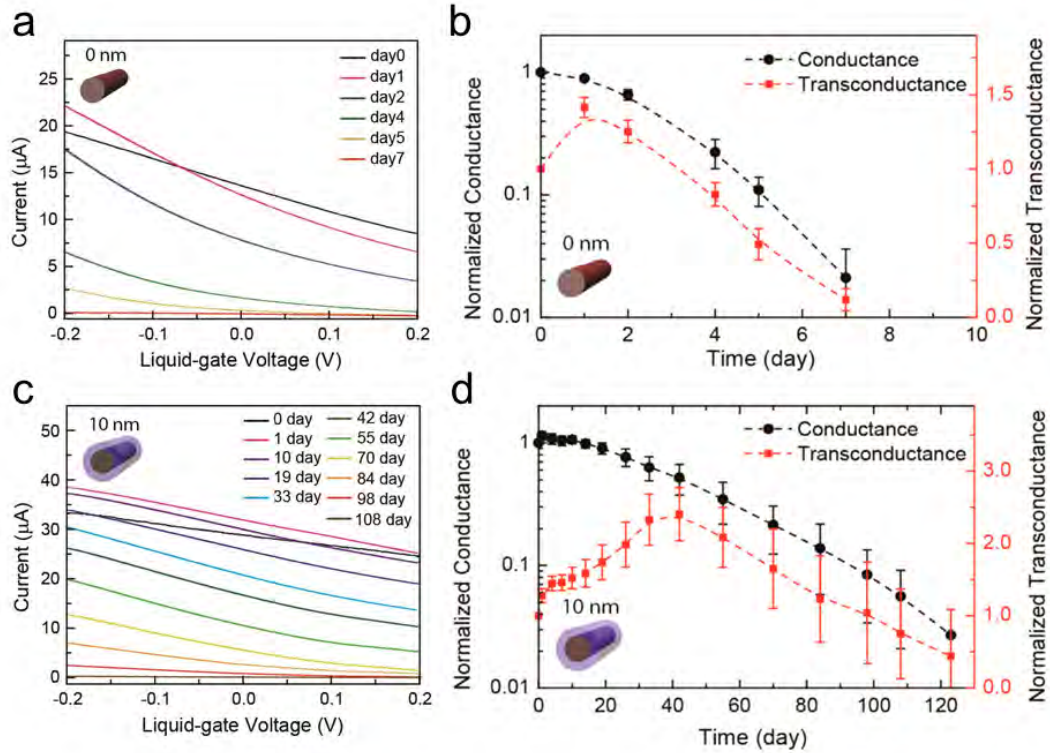 a
0 nm
day0
day1
day2
day4
day5
day7
25
20
15
10
5
0
-0.2
-0.1
0.0
0.1
0.2
Current (µA)
Liquid-gate Voltage (V)
b
Conductance
Transconductance
1
0.1
0.01
1.5
1.0
0.5
0.0
0 nm
0
2
4
6
8
10
Normalized Conductance
Normalized Transconductance
Time (day)
c
10 nm
0 day
1 day
10 day
19 day
33 day
42 day
55 day
70 day
84 day
98 day
108 day
50
40
30
20
10
0
-0.2
-0.1
0.0
0.1
0.2
Current (µA)
Liquid-gate Voltage (V)
d
Conductance
Transconductance
1
0.1
0.01
3.0
2.0
1.0
0.0
10 nm
0
20
40
60
80
100
120
Normalized Conductance
Normalized Transconductance
Time (day)